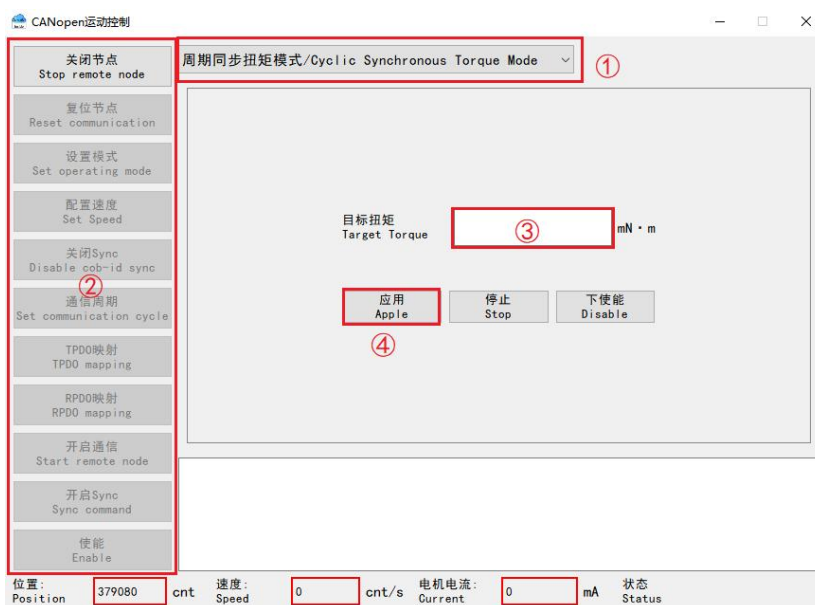 CANopen运动控制
周期同步扭矩模式/Cyclic Synchronous Torque Mode
①
关闭节点
Stop remote node
复位节点
Reset communication
设置模式
Set operating mode
配置速度
Set Speed
关闭Sync
Disable cob-id sync
②
通信周期
Set communication cycle
TPDO映射
TPDO mapping
RPDO映射
RPDO mapping
开启通信
Start remote node
开启Sync
Sync command
使能
Enable
目标扭矩
Target Torque
③
mN·m
应用
Apple
停止
Stop
下使能
Disable
④
位置:
Position
379080
cnt
速度:
Speed
0
cnt/s
电机电流:
Current
0
mA
状态
Status